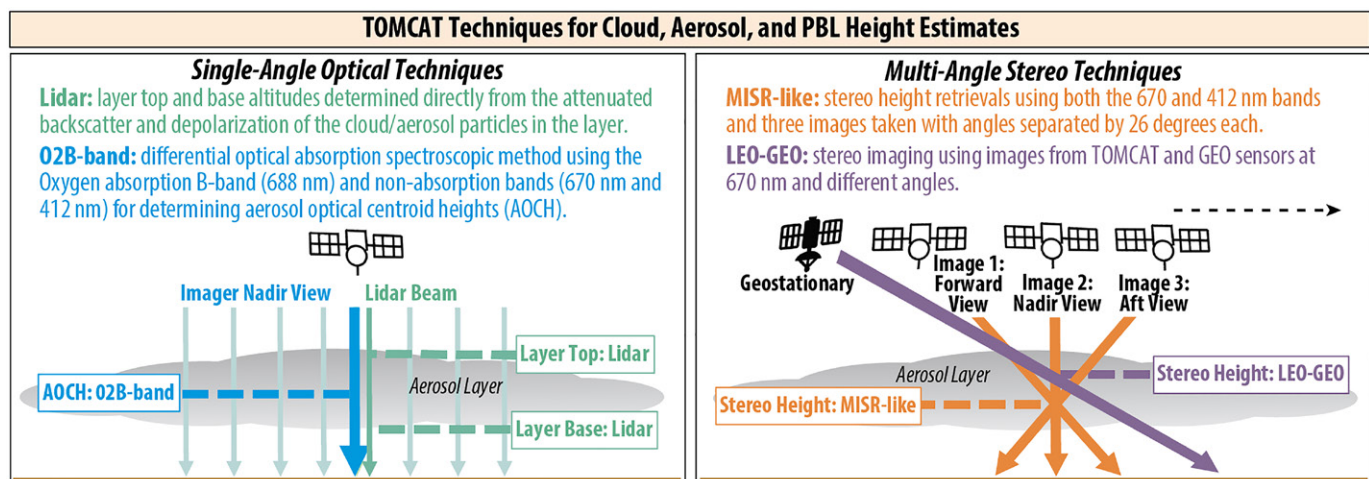 TOMCAT Techniques for Cloud, Aerosol, and PBL Height Estimates
Single-Angle Optical Techniques
Lidar: layer top and base altitudes determined directly from the attenuated
backscatter and depolarization of the cloud/aerosol particles in the layer.
O2B-band: differential optical absorption spectroscopic method using the
Oxygen absorption B-band (688 nm) and non-absorption bands (670 nm and
412 nm) for determining aerosol optical centroid heights (AOCH).
Imager Nadir View
Lidar Beam
Layer Top: Lidar
Aerosol Layer
AOCH: O2B-band
Layer Base: Lidar
Multi-Angle Stereo Techniques
MISR-like: stereo height retrievals using both the 670 and 412 nm bands
and three images taken with angles separated by 26 degrees each.
LEO-GEO: stereo imaging using images from TOMCAT and GEO sensors at
670 nm and different angles.
Geostationary
Image 1:
Forward
View
Image 2:
Nadir View
Image 3:
Aft View
Aerosol Layer
Stereo Height: LEO-GEO
Stereo Height: MISR-like